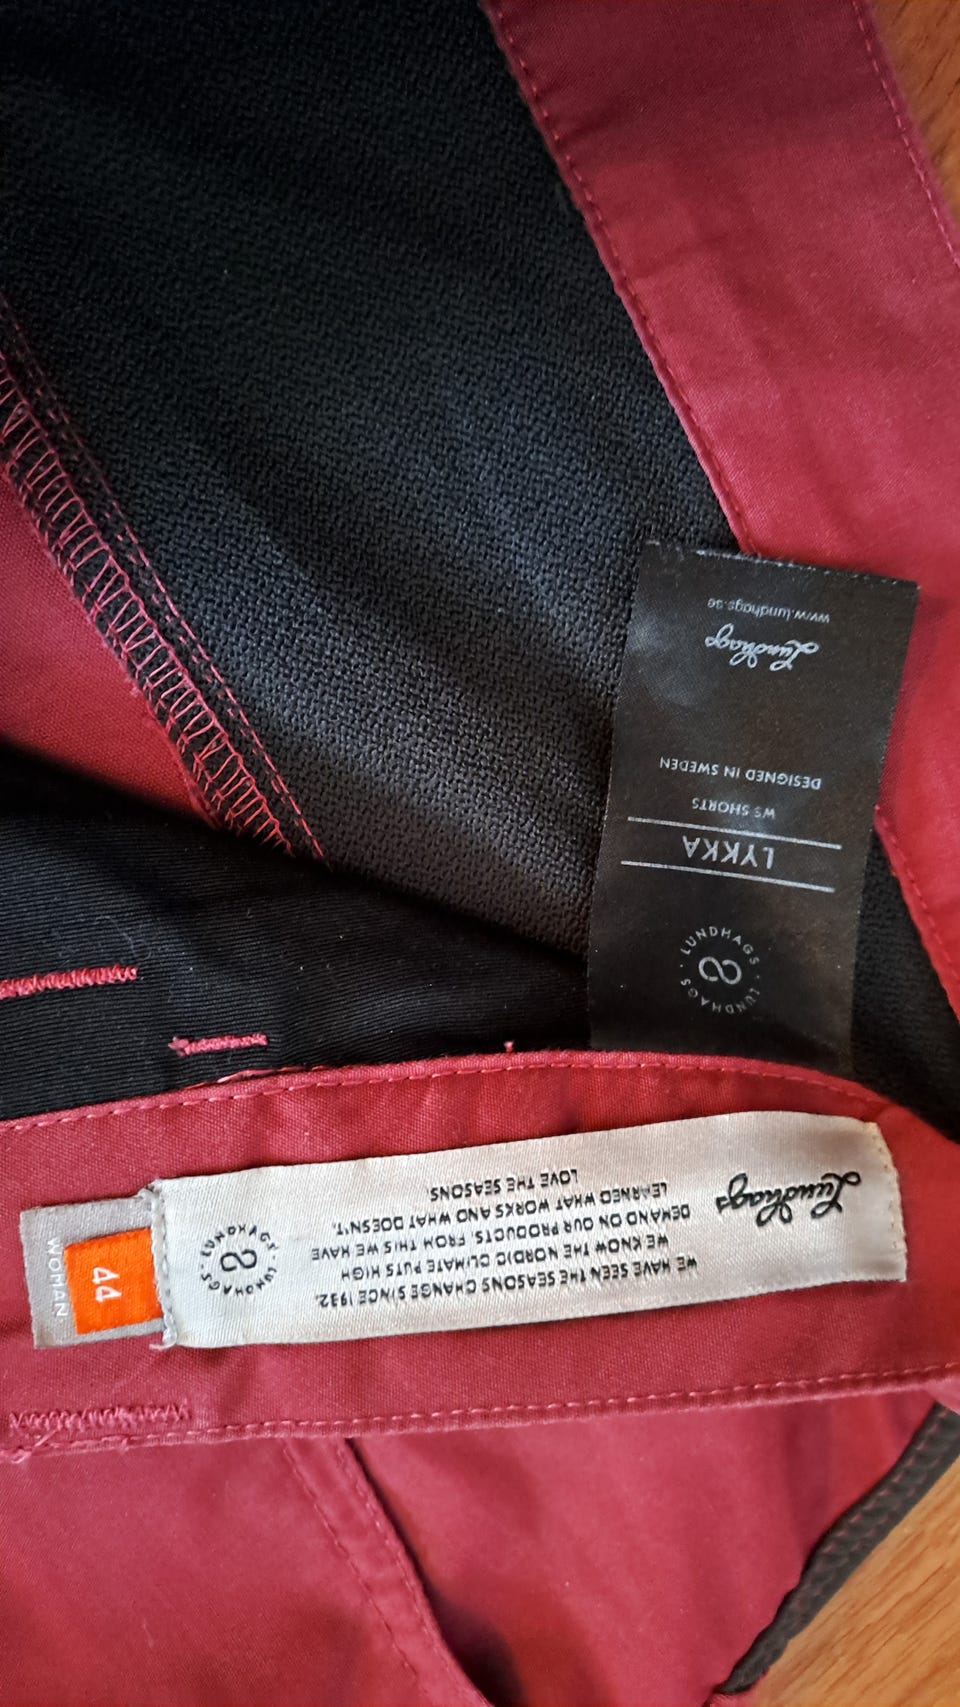 Lundhags
WE HAVE SEEN THE SEASONS CHANGE SINCE 1932.
WE KNOW THE NORDIC CLIMATE PUTS HIGH
DEMAND ON OUR PRODUCTS. FROM THIS WE HAVE
LEARNED WHAT WORKS AND WHAT DOESN'T.
LOVE THE SEASONS.
LUNDHAGS · LUNDHAGS ·
44
WOMAN
LUNDHAGS · LUNDHAGS ·
LYKKA
WS SHORTS
DESIGNED IN SWEDEN
Lundhags
www.lundhags.se